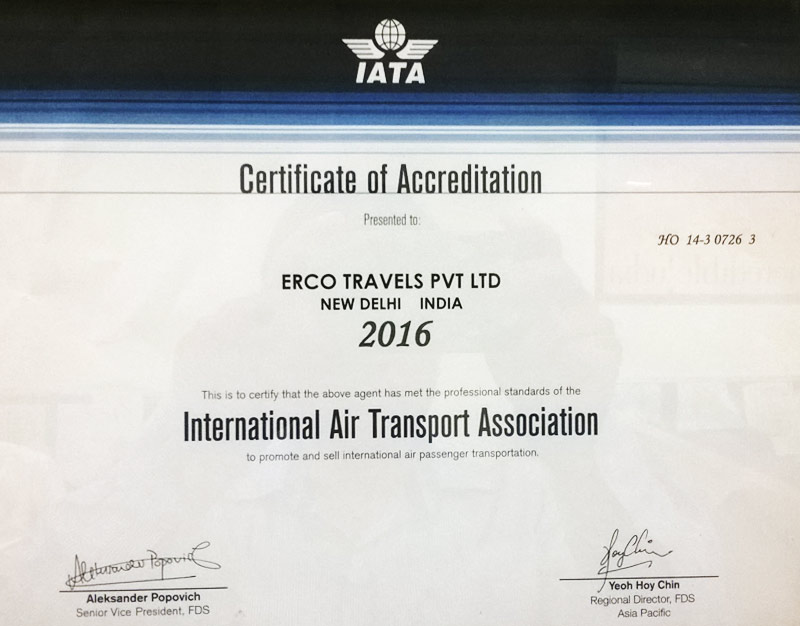 IATA
Certificate of Accreditation
Presented to:
HO 14-3 0726 3
ERCO TRAVELS PVT LTD
NEW DELHI INDIA
2016
This is to certify that the above agent has met the professional standards of the
International Air Transport Association
to promote and sell international air passenger transportation.
Aleksander Popovich
Aleksander Popovich
Senior Vice President, FDS
HoyChin
Yeoh Hoy Chin
Regional Director, FDS
Asia Pacific